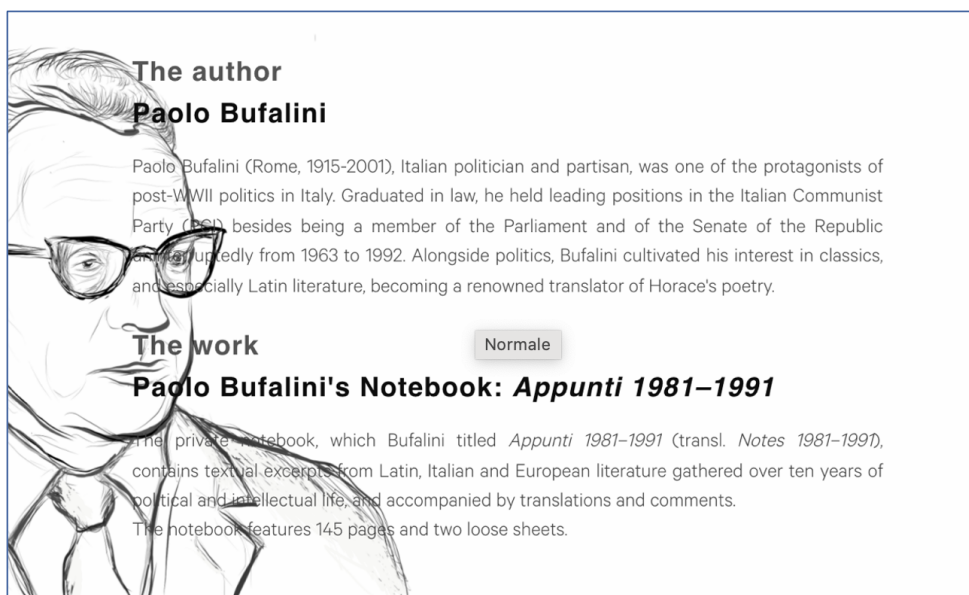 The author
Paolo Bufalini
Paolo Bufalini (Rome, 1915-2001), Italian politician and partisan, was one of the protagonists of
post-WWII politics in Italy. Graduated in law, he held leading positions in the Italian Communist
Party (PCI), besides being a member of the Parliament and of the Senate of the Republic
uninterruptedly from 1963 to 1992. Alongside politics, Bufalini cultivated his interest in classics,
and especially Latin literature, becoming a renowned translator of Horace's poetry.
The work
Normale
Paolo Bufalini's Notebook: Appunti 1981–1991
The private notebook, which Bufalini titled Appunti 1981–1991 (transl. Notes 1981–1991),
contains textual excerpts from Latin, Italian and European literature gathered over ten years of
political and intellectual life, and accompanied by translations and comments.
The notebook features 145 pages and two loose sheets.